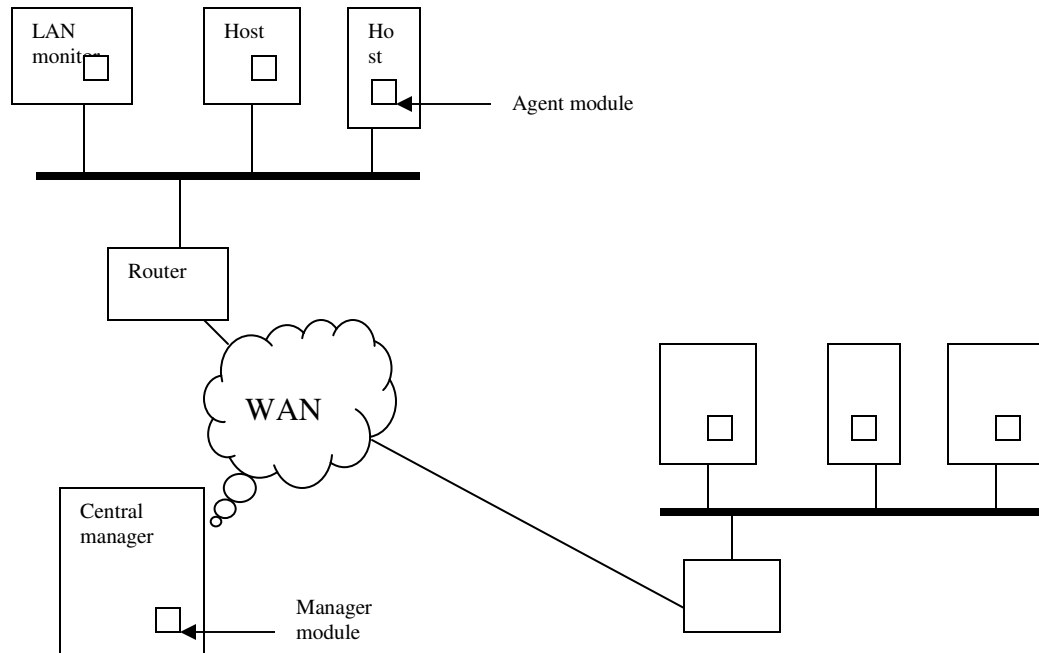 LAN
monitor
Host
Ho
st
Agent module
Router
WAN
Central
manager
Manager
module